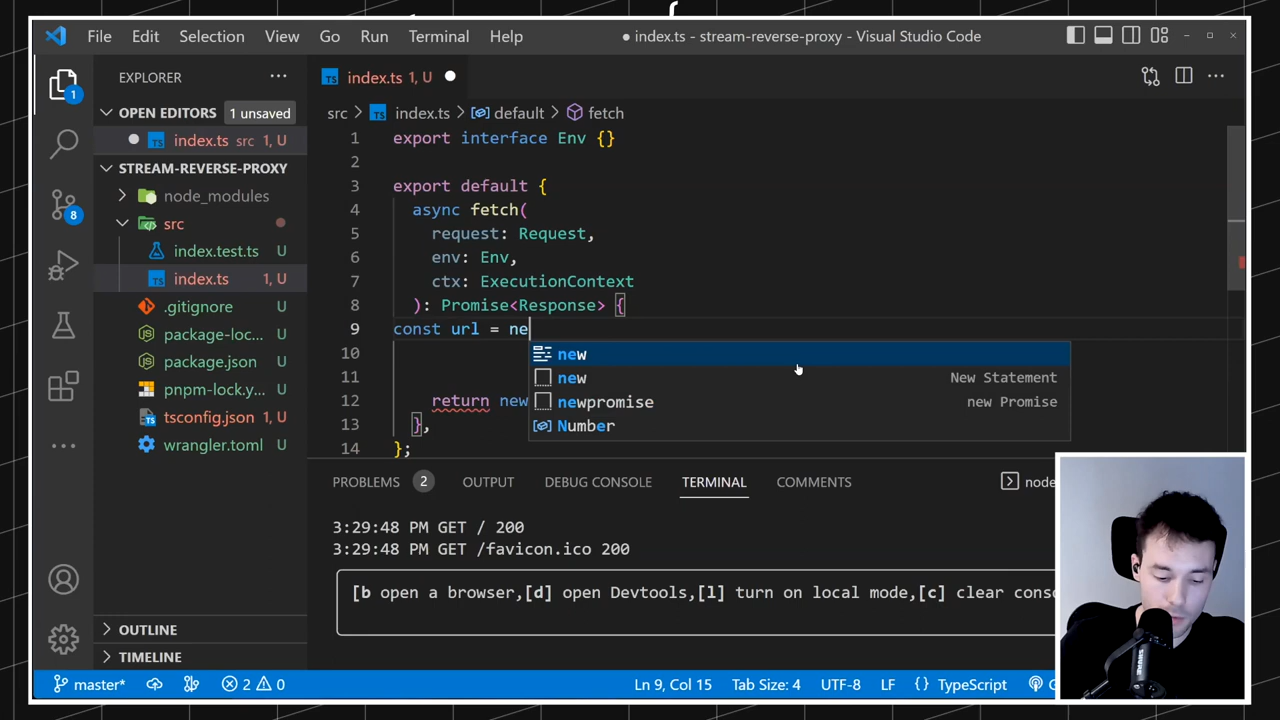 File Edit Selection View Go Run Terminal Help
● index.ts - stream-reverse-proxy - Visual Studio Code
EXPLORER ...
OPEN EDITORS 1 unsaved
TS index.ts src 1, U
STREAM-REVERSE-PROXY
node_modules
src
index.test.ts U
TS index.ts 1, U
.gitignore U
package-loc... U
package.json U
pnpm-lock.y... U
tsconfig.json 1, U
wrangler.toml U
OUTLINE
TIMELINE
1
8
TS index.ts 1, U
src > TS index.ts > default > fetch
1 export interface Env {}
2
3 export default {
4 async fetch(
5 request: Request,
6 env: Env,
7 ctx: ExecutionContext
8 ): Promise<Response> {
9 const url = ne
10
11
12 return new
13 },
14 };
new
new New Statement
newpromise new Promise
Number
PROBLEMS 2 OUTPUT DEBUG CONSOLE TERMINAL COMMENTS
node
3:29:48 PM GET / 200
3:29:48 PM GET /favicon.ico 200
[b open a browser,[d] open Devtools,[l] turn on local mode,[c] clear conso
master* 2 0 Ln 9, Col 15 Tab Size: 4 UTF-8 LF {} TypeScript